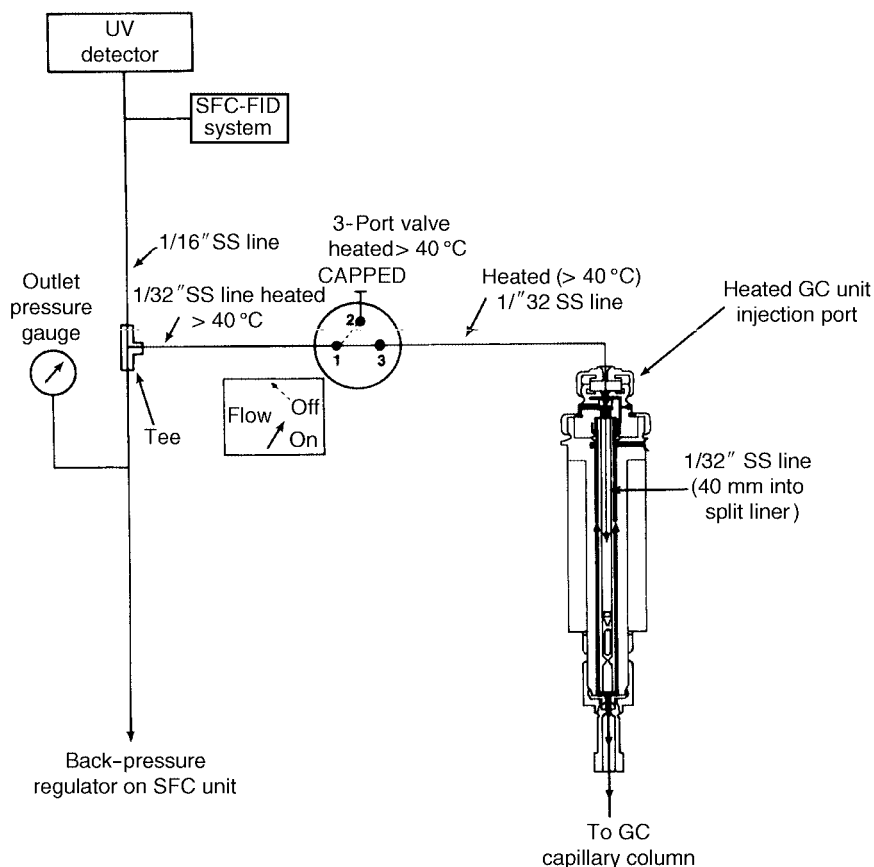 UV
detector
SFC-FID
system
1/16″ SS line
3-Port valve
heated > 40 °C
CAPPED
Outlet
pressure
gauge
1/32″ SS line heated
> 40 °C
Heated (> 40 °C)
1/″32 SS line
Heated GC unit
injection port
2
1
3
Flow
Off
On
Tee
1/32″ SS line
(40 mm into
split liner)
Back-pressure
regulator on SFC unit
To GC
capillary column